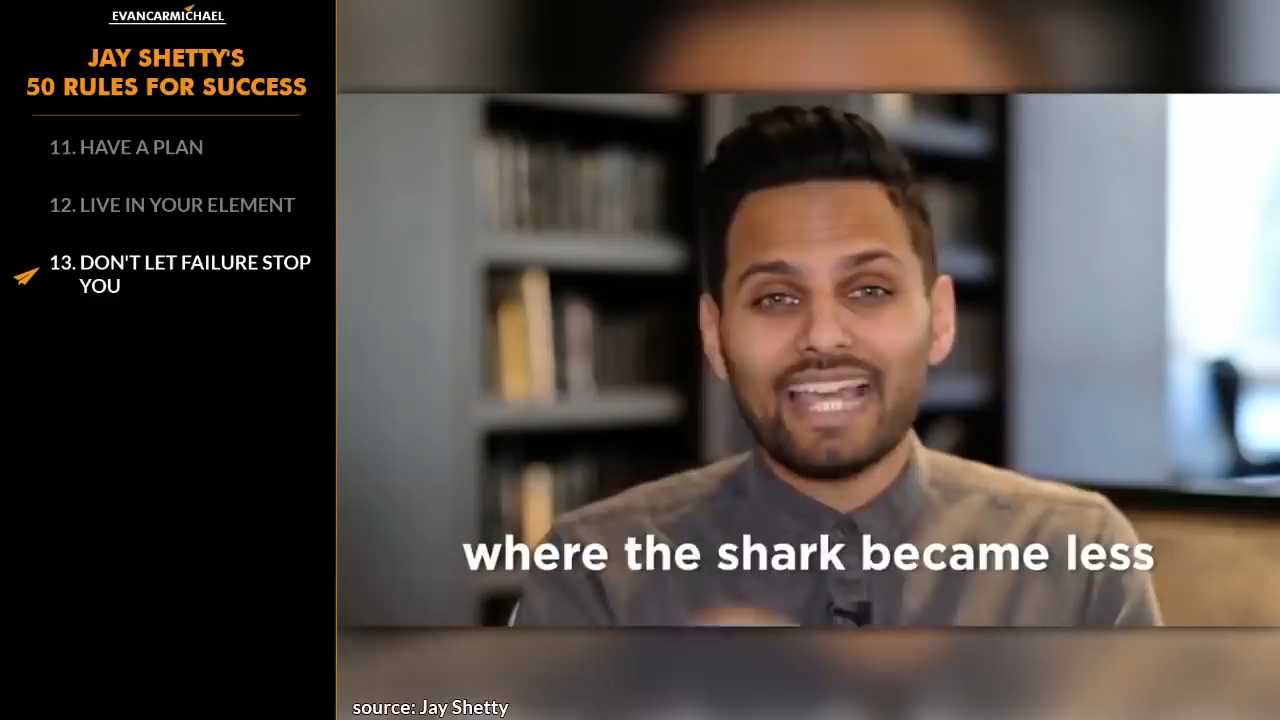 EVANCARMICHAEL
JAY SHETTY'S
50 RULES FOR SUCCESS
11. HAVE A PLAN
12. LIVE IN YOUR ELEMENT
13. DON'T LET FAILURE STOP
YOU
where the shark became less
source: Jay Shetty